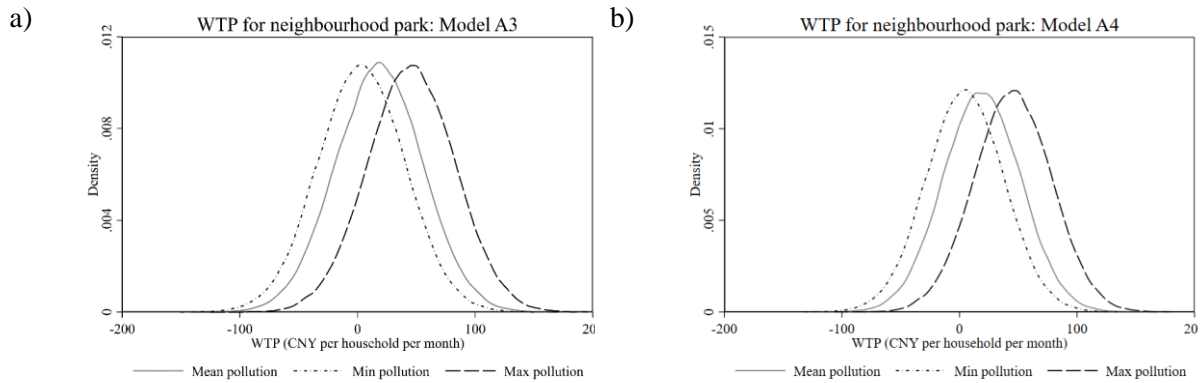 a)
WTP for neighbourhood park: Model A3
.012
.008
.004
0
Density
-200
-100
0
100
20
WTP (CNY per household per month)
Mean pollution
Min pollution
Max pollution
b)
WTP for neighbourhood park: Model A4
.015
.01
.005
0
Density
-200
-100
0
100
20
WTP (CNY per household per month)
Mean pollution
Min pollution
Max pollution